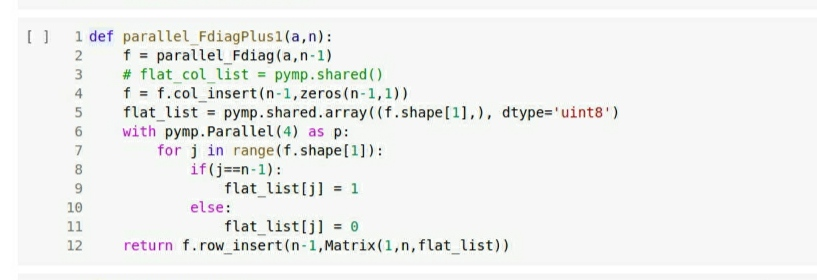 [ ] 1 def parallel_FdiagPlus1(a,n):
2     f = parallel_Fdiag(a,n-1)
3     # flat_col_list = pymp.shared()
4     f = f.col_insert(n-1,zeros(n-1,1))
5     flat_list = pymp.shared.array((f.shape[1],), dtype='uint8')
6     with pymp.Parallel(4) as p:
7         for j in range(f.shape[1]):
8             if(j==n-1):
9                 flat_list[j] = 1
10             else:
11                 flat_list[j] = 0
12     return f.row_insert(n-1,Matrix(1,n,flat_list))